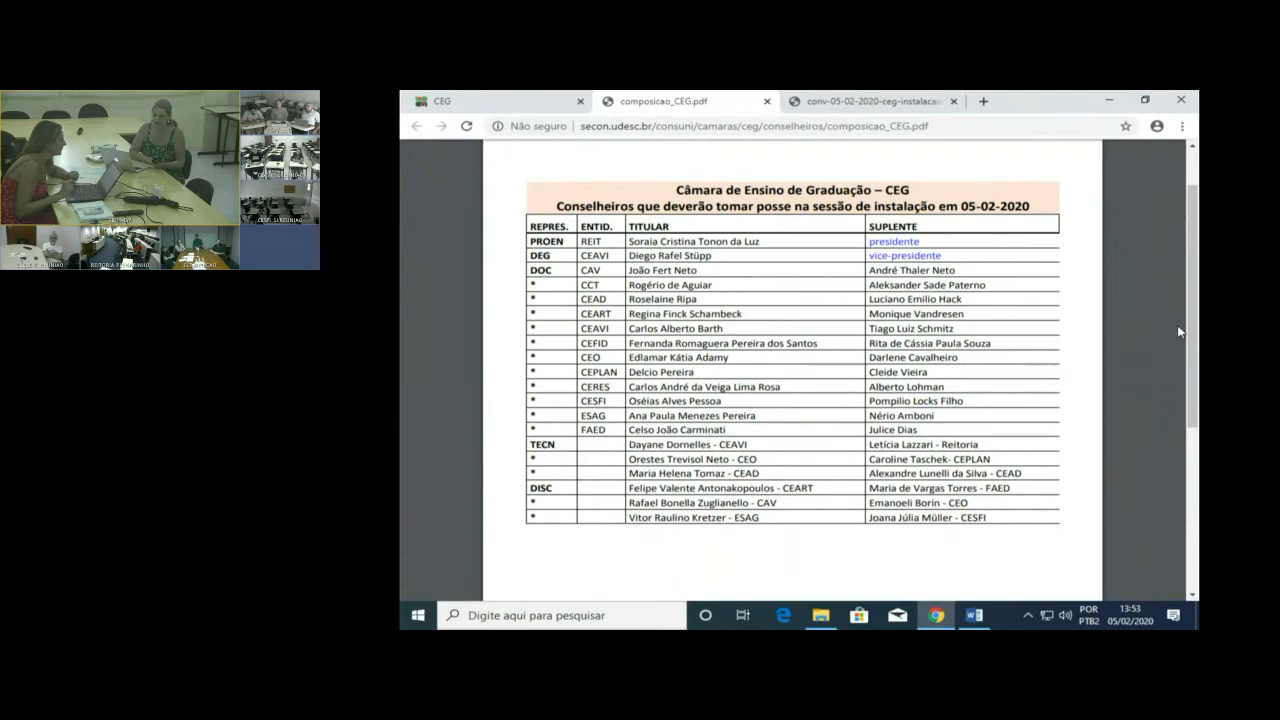 CEG
composicao_CEG.pdf
conv-05-02-2020-ceg-instalacao
Não seguro | secon.udesc.br/consuni/camaras/ceg/conselheiros/composicao_CEG.pdf
Câmara de Ensino de Graduação – CEG
Conselheiros que deverão tomar posse na sessão de instalação em 05-02-2020
REPRES. ENTID. TITULAR SUPLENTE
PROEN REIT Soraia Cristina Tonon da Luz presidente
DEG CEAVI Diego Rafel Stüpp vice-presidente
DOC CAV João Fert Neto André Thaler Neto
* CCT Rogério de Aguiar Aleksander Sade Paterno
* CEAD Roselaine Ripa Luciano Emilio Hack
* CEART Regina Finck Schambeck Monique Vandresen
* CEAVI Carlos Alberto Barth Tiago Luiz Schmitz
* CEFID Fernanda Romaguera Pereira dos Santos Rita de Cássia Paula Souza
* CEO Edlamar Kátia Adamy Darlene Cavalheiro
* CEPLAN Delcio Pereira Cleide Vieira
* CERES Carlos André da Veiga Lima Rosa Alberto Lohman
* CESFI Oséias Alves Pessoa Pompilio Locks Filho
* ESAG Ana Paula Menezes Pereira Nério Amboni
* FAED Celso João Carminati Julice Dias
TECN Dayane Dornelles - CEAVI Letícia Lazzari - Reitoria
* Orestes Trevisol Neto - CEO Caroline Taschek- CEPLAN
* Maria Helena Tomaz - CEAD Alexandre Lunelli da Silva - CEAD
DISC Felipe Valente Antonakopoulos - CEART Maria de Vargas Torres - FAED
* Rafael Bonella Zuglianello - CAV Emanoeli Borin - CEO
* Vitor Raulino Kretzer - ESAG Joana Júlia Müller - CESFI
Digite aqui para pesquisar
POR
PTB2
13:53
05/02/2020
CESFI SL REUNIAO
REITORIA PLENARINHO